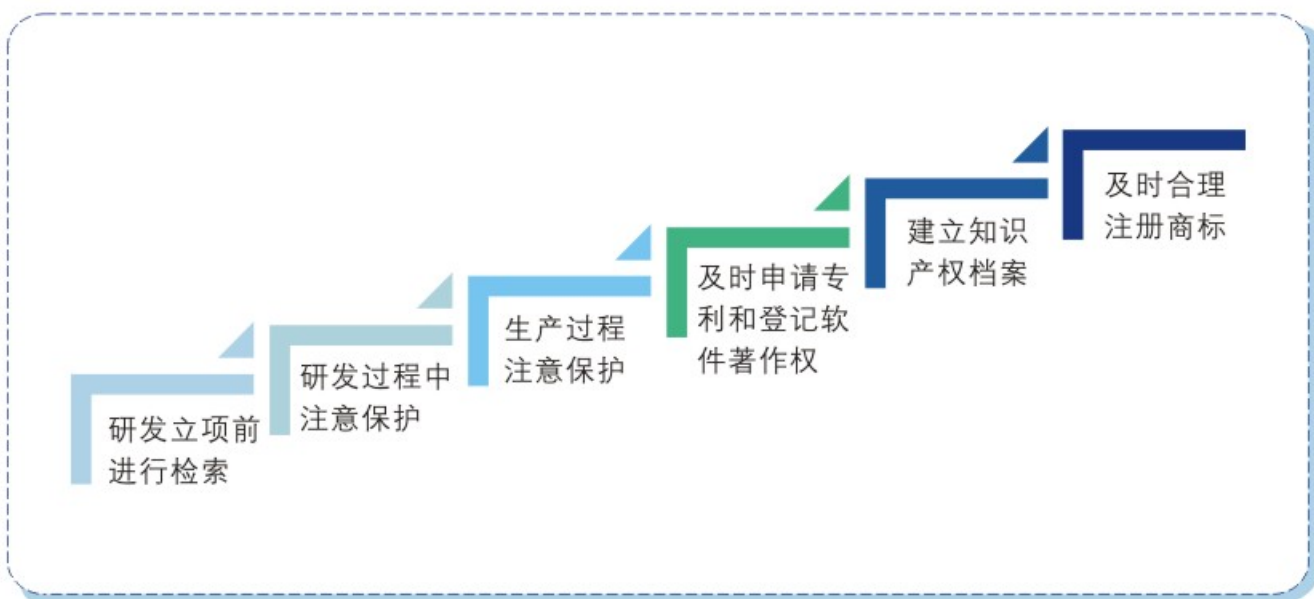 研发立项前
进行检索
研发过程中
注意保护
生产过程
注意保护
及时申请专
利和登记软
件著作权
建立知识
产权档案
及时合理
注册商标